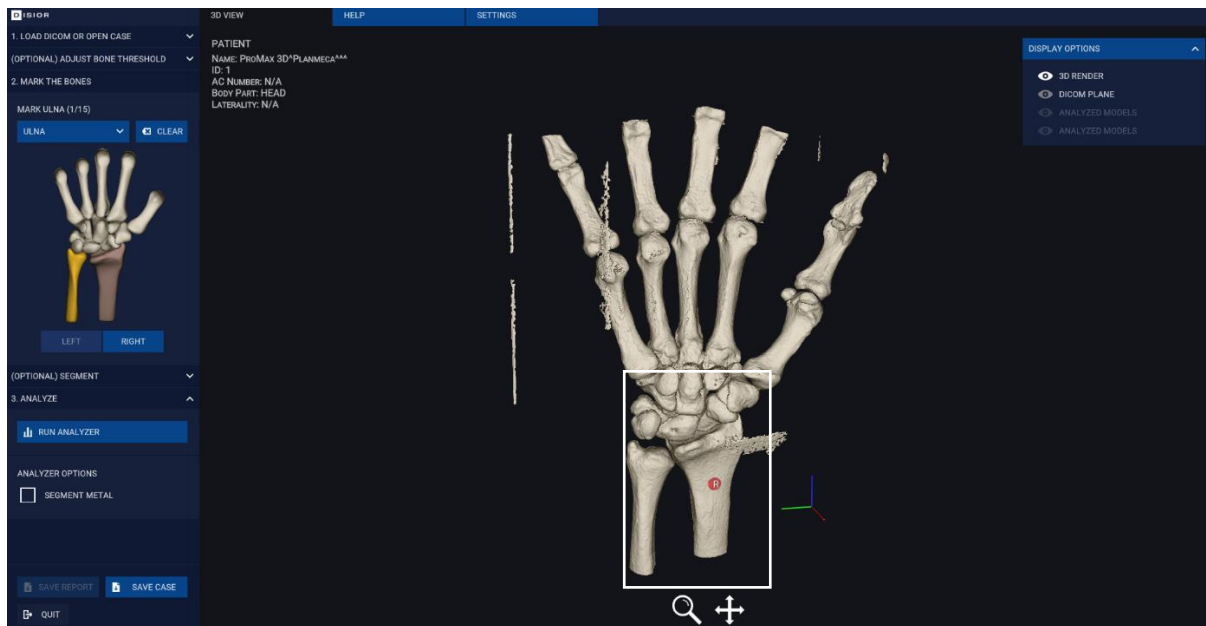 DISIOR
3D VIEW
HELP
SETTINGS
1. LOAD DICOM OR OPEN CASE
(OPTIONAL) ADJUST BONE THRESHOLD
2. MARK THE BONES
MARK ULNA (1/15)
ULNA
CLEAR
LEFT
RIGHT
(OPTIONAL) SEGMENT
3. ANALYZE
RUN ANALYZER
ANALYZER OPTIONS
SEGMENT METAL
SAVE REPORT
SAVE CASE
QUIT
PATIENT
NAME: PROMAX 3D^PLANMECA^^^
ID: 1
AC NUMBER: N/A
BODY PART: HEAD
LATERALITY: N/A
R
DISPLAY OPTIONS
3D RENDER
DICOM PLANE
ANALYZED MODELS
ANALYZED MODELS